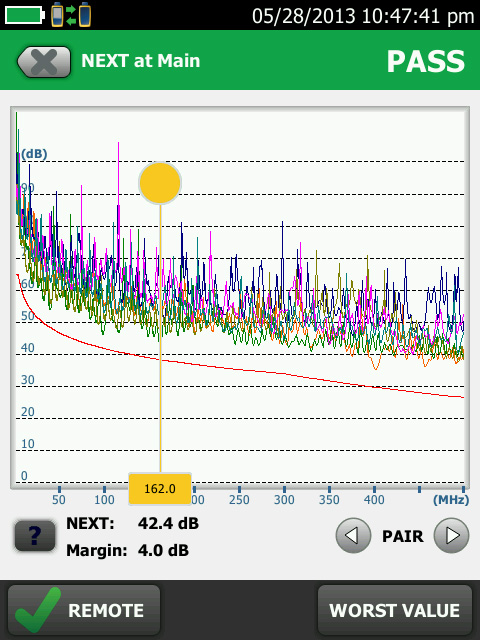 05/28/2013 10:47:41 pm
NEXT at Main
PASS
(dB)
90
60
50
40
30
20
10
0
162.0
50 100 200 250 300 350 400 (MHz)
? NEXT: 42.4 dB
Margin: 4.0 dB
PAIR
REMOTE
WORST VALUE